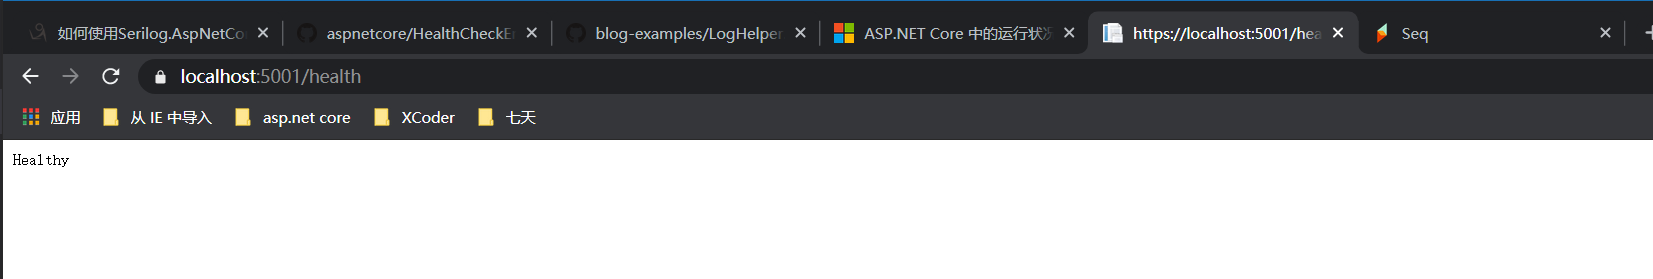 如何使用Serilog.AspNetCo
aspnetcore/HealthCheckE
blog-examples/LogHelper
ASP.NET Core 中的运行状况
https://localhost:5001/hea
Seq
localhost:5001/health
应用
从 IE 中导入
asp.net core
XCoder
七天
Healthy